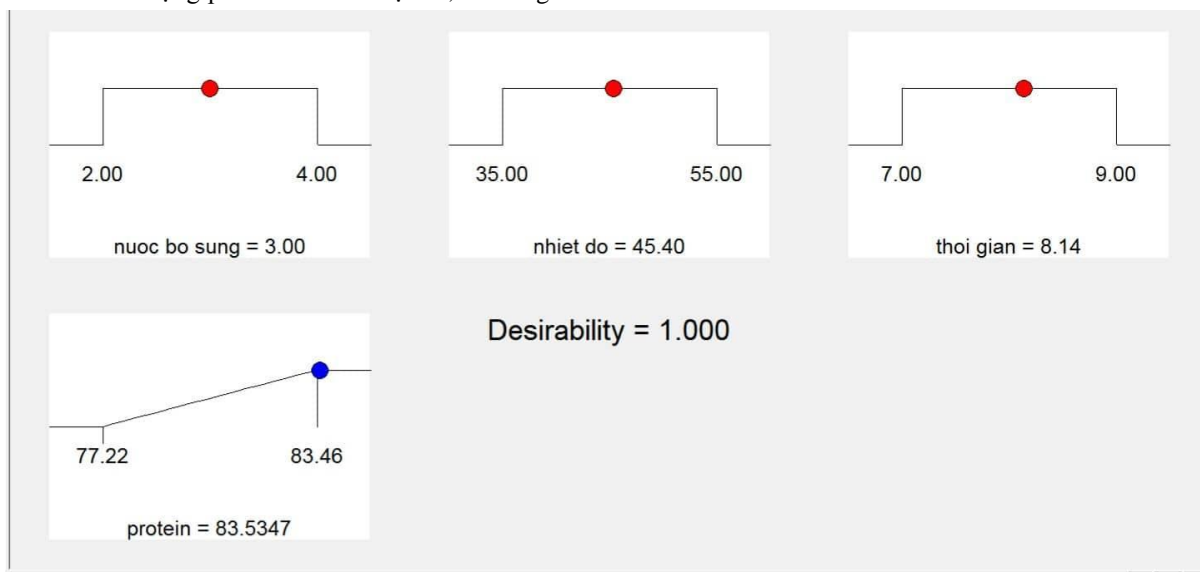 2.00 4.00
nuoc bo sung = 3.00
35.00 55.00
nhiet do = 45.40
7.00 9.00
thoi gian = 8.14
77.22 83.46
protein = 83.5347
Desirability = 1.000